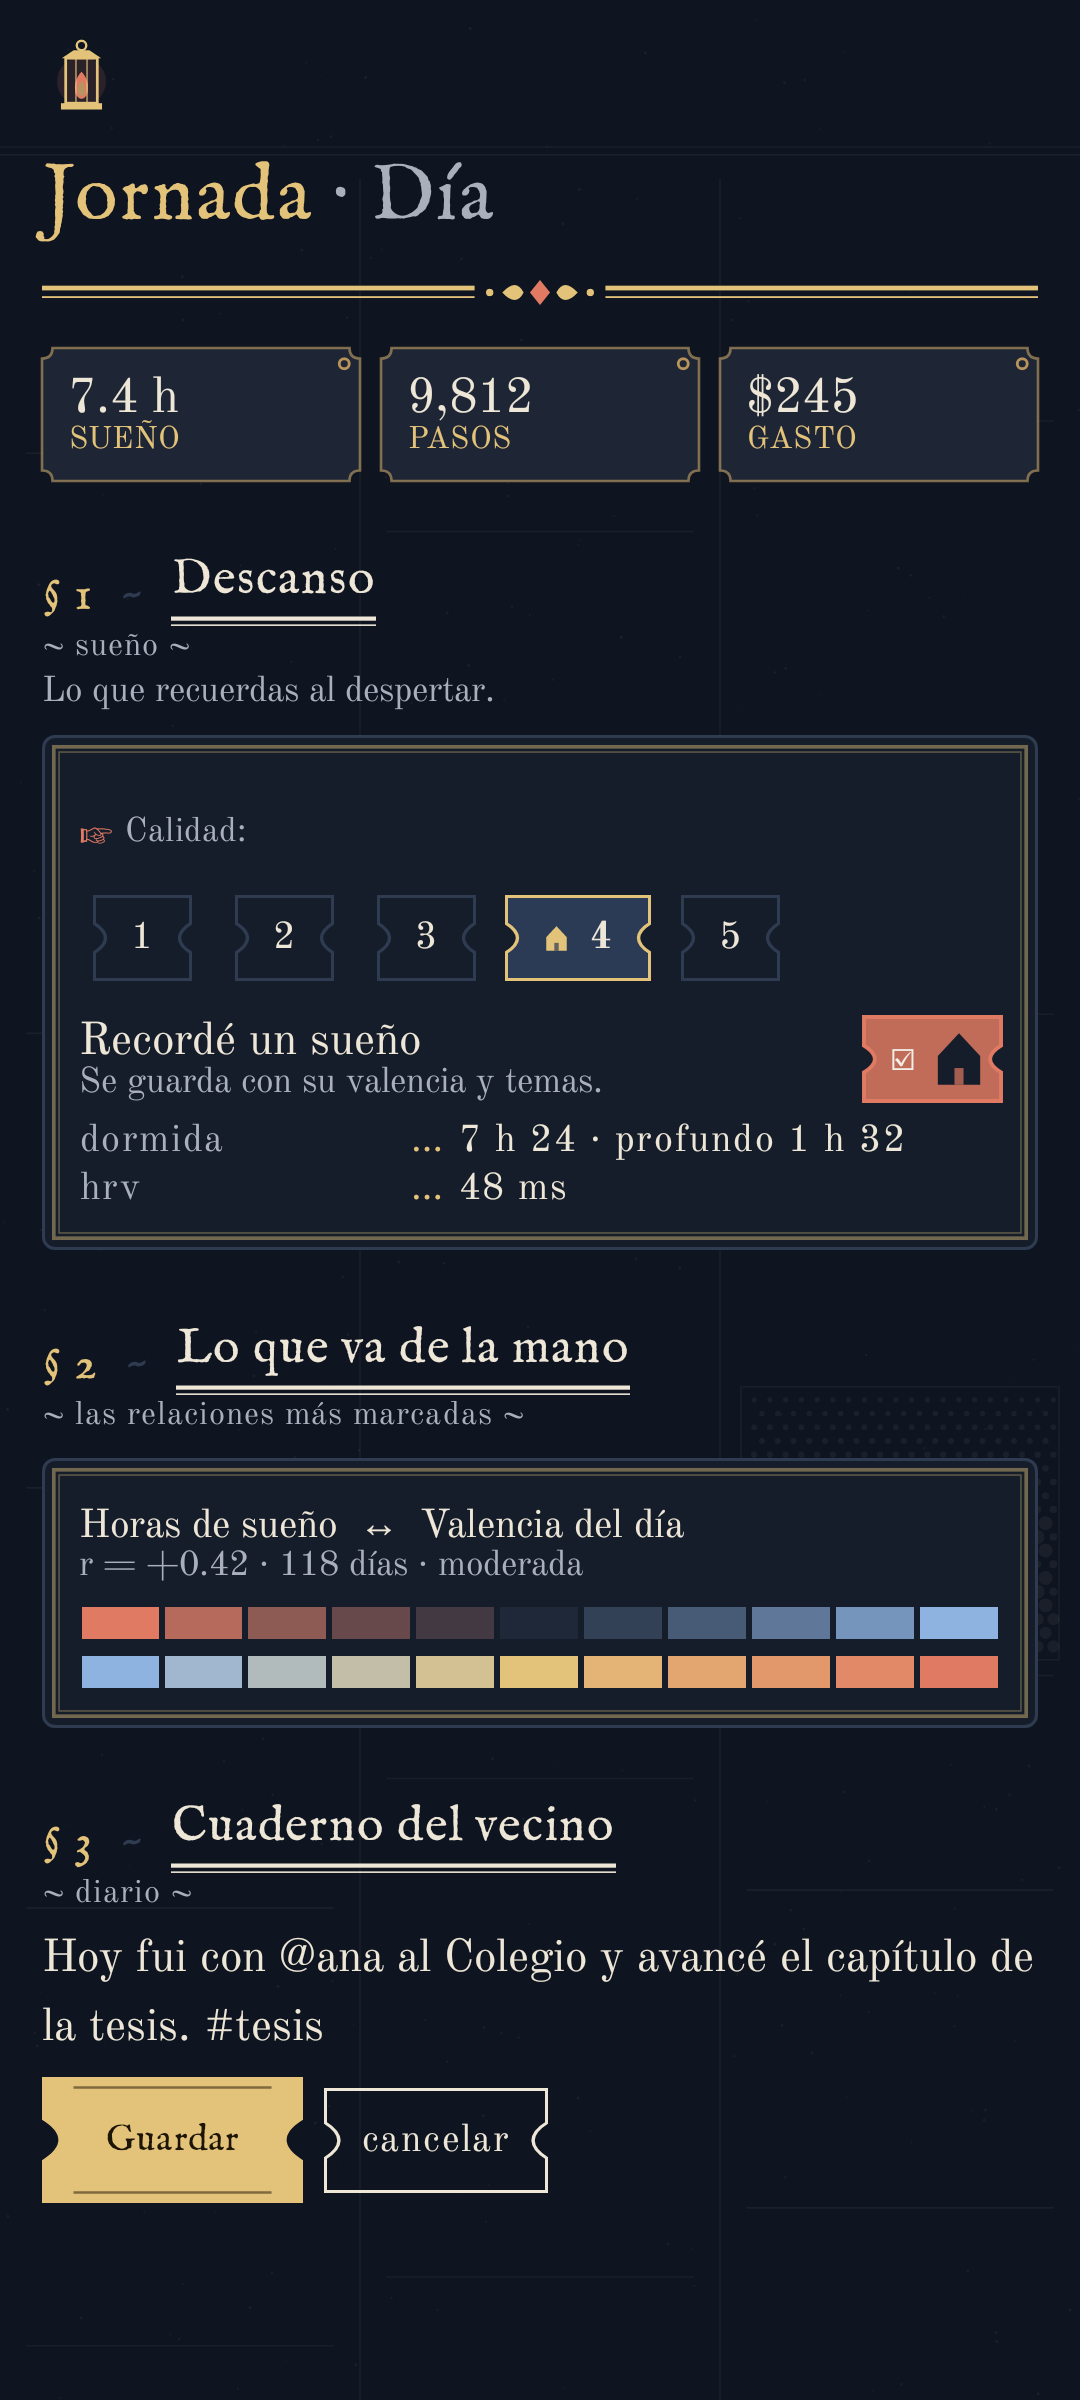 Jornada · Día
7.4 h
SUEÑO
9,812
PASOS
$245
GASTO
§ 1 ~ Descanso
~ sueño ~
Lo que recuerdas al despertar.
☞ Calidad:
1 2 3 4 5
Recordé un sueño
Se guarda con su valencia y temas.
☑
dormida ... 7 h 24 · profundo 1 h 32
hrv ... 48 ms
§ 2 ~ Lo que va de la mano
~ las relaciones más marcadas ~
Horas de sueño ↔ Valencia del día
r = +0.42 · 118 días · moderada
§ 3 ~ Cuaderno del vecino
~ diario ~
Hoy fui con @ana al Colegio y avancé el capítulo de
la tesis. #tesis
Guardar cancelar